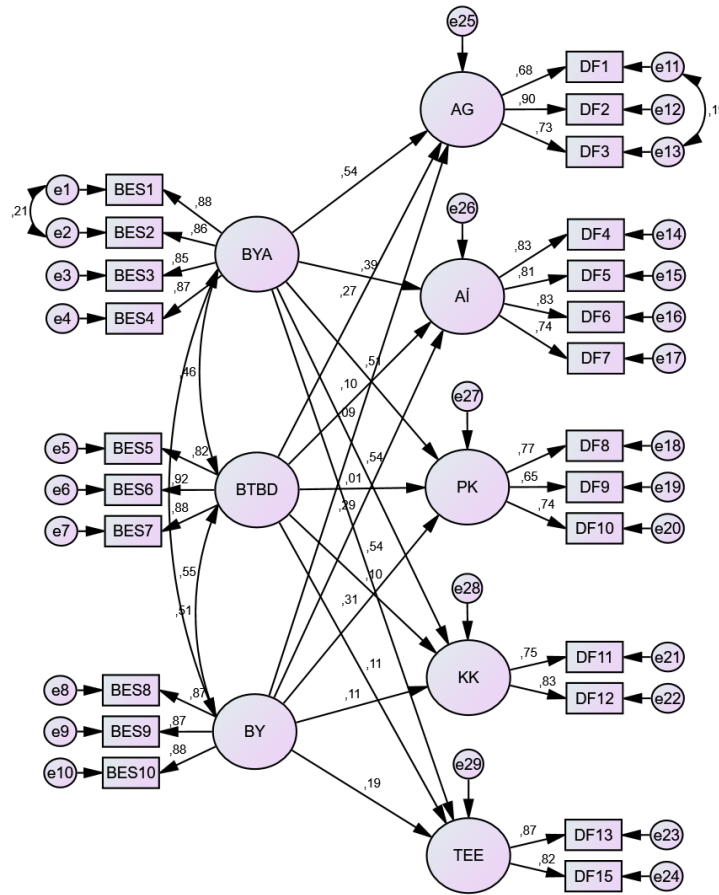 e25
,68
DF1
e11
AG
,90
DF2
e12
,73
DF3
e13
,54
e1
BES1
,88
,21
e2
BES2
,86
e26
,83
DF4
e14
BYA
e3
BES3
,85
,39
AİI
,81
DF5
e15
e4
BES4
,87
,27
,83
DF6
e16
,74
DF7
e17
,46
,51
,10
,09
e27
e5
BES5
,82
,54
,77
DF8
e18
e6
BES6
,92
BTBD
,01
PK
,65
DF9
e19
e7
BES7
,88
,29
,74
DF10
e20
,54
,55
,10
e28
,51
,31
,75
DF11
e21
,11
KK
e8
BES8
,87
,11
,83
DF12
e22
e9
BES9
,87
BY
e10
BES10
,88
e29
,19
,87
DF13
e23
TEE
,82
DF15
e24